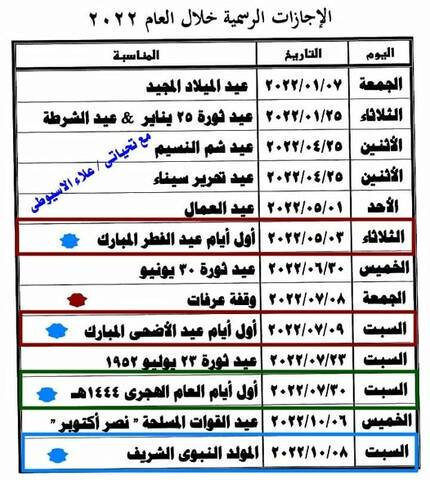 الإجازات الرسمية خلال العام ٢٠٢٢
اليوم التاريخ المناسبة
الجمعة ٢٠٢٢/٠١/٠٧ عيد الميلاد المجيد
الثلاثاء ٢٠٢٢/٠١/٢٥ عيد ثورة ٢٥ يناير & عيد الشرطة
الأثنين ٢٠٢٢/٠٤/٢٥ عيد شم النسيم
الأثنين ٢٠٢٢/٠٤/٢٥ عيد تحرير سيناء
مع تحياتى / علاء الاسيوطى
الأحد ٢٠٢٢/٠٥/٠١ عيد العمال
الثلاثاء ٢٠٢٢/٠٥/٠٣ أول أيام عيد الفطر المبارك
الخميس ٢٠٢٢/٠٦/٣٠ عيد ثورة ٣٠ يونيو
الجمعة ٢٠٢٢/٠٧/٠٨ وقفة عرفات
السبت ٢٠٢٢/٠٧/٠٩ أول أيام عيد الأضحى المبارك
السبت ٢٠٢٢/٠٧/٢٣ عيد ثورة ٢٣ يوليو ١٩٥٢
السبت ٢٠٢٢/٠٧/٣٠ أول أيام العام الهجرى ١٤٤٤هـ
الخميس ٢٠٢٢/١٠/٠٦ عيد القوات المسلحة " نصر أكتوبر "
السبت ٢٠٢٢/١٠/٠٨ المولد النبوى الشريف